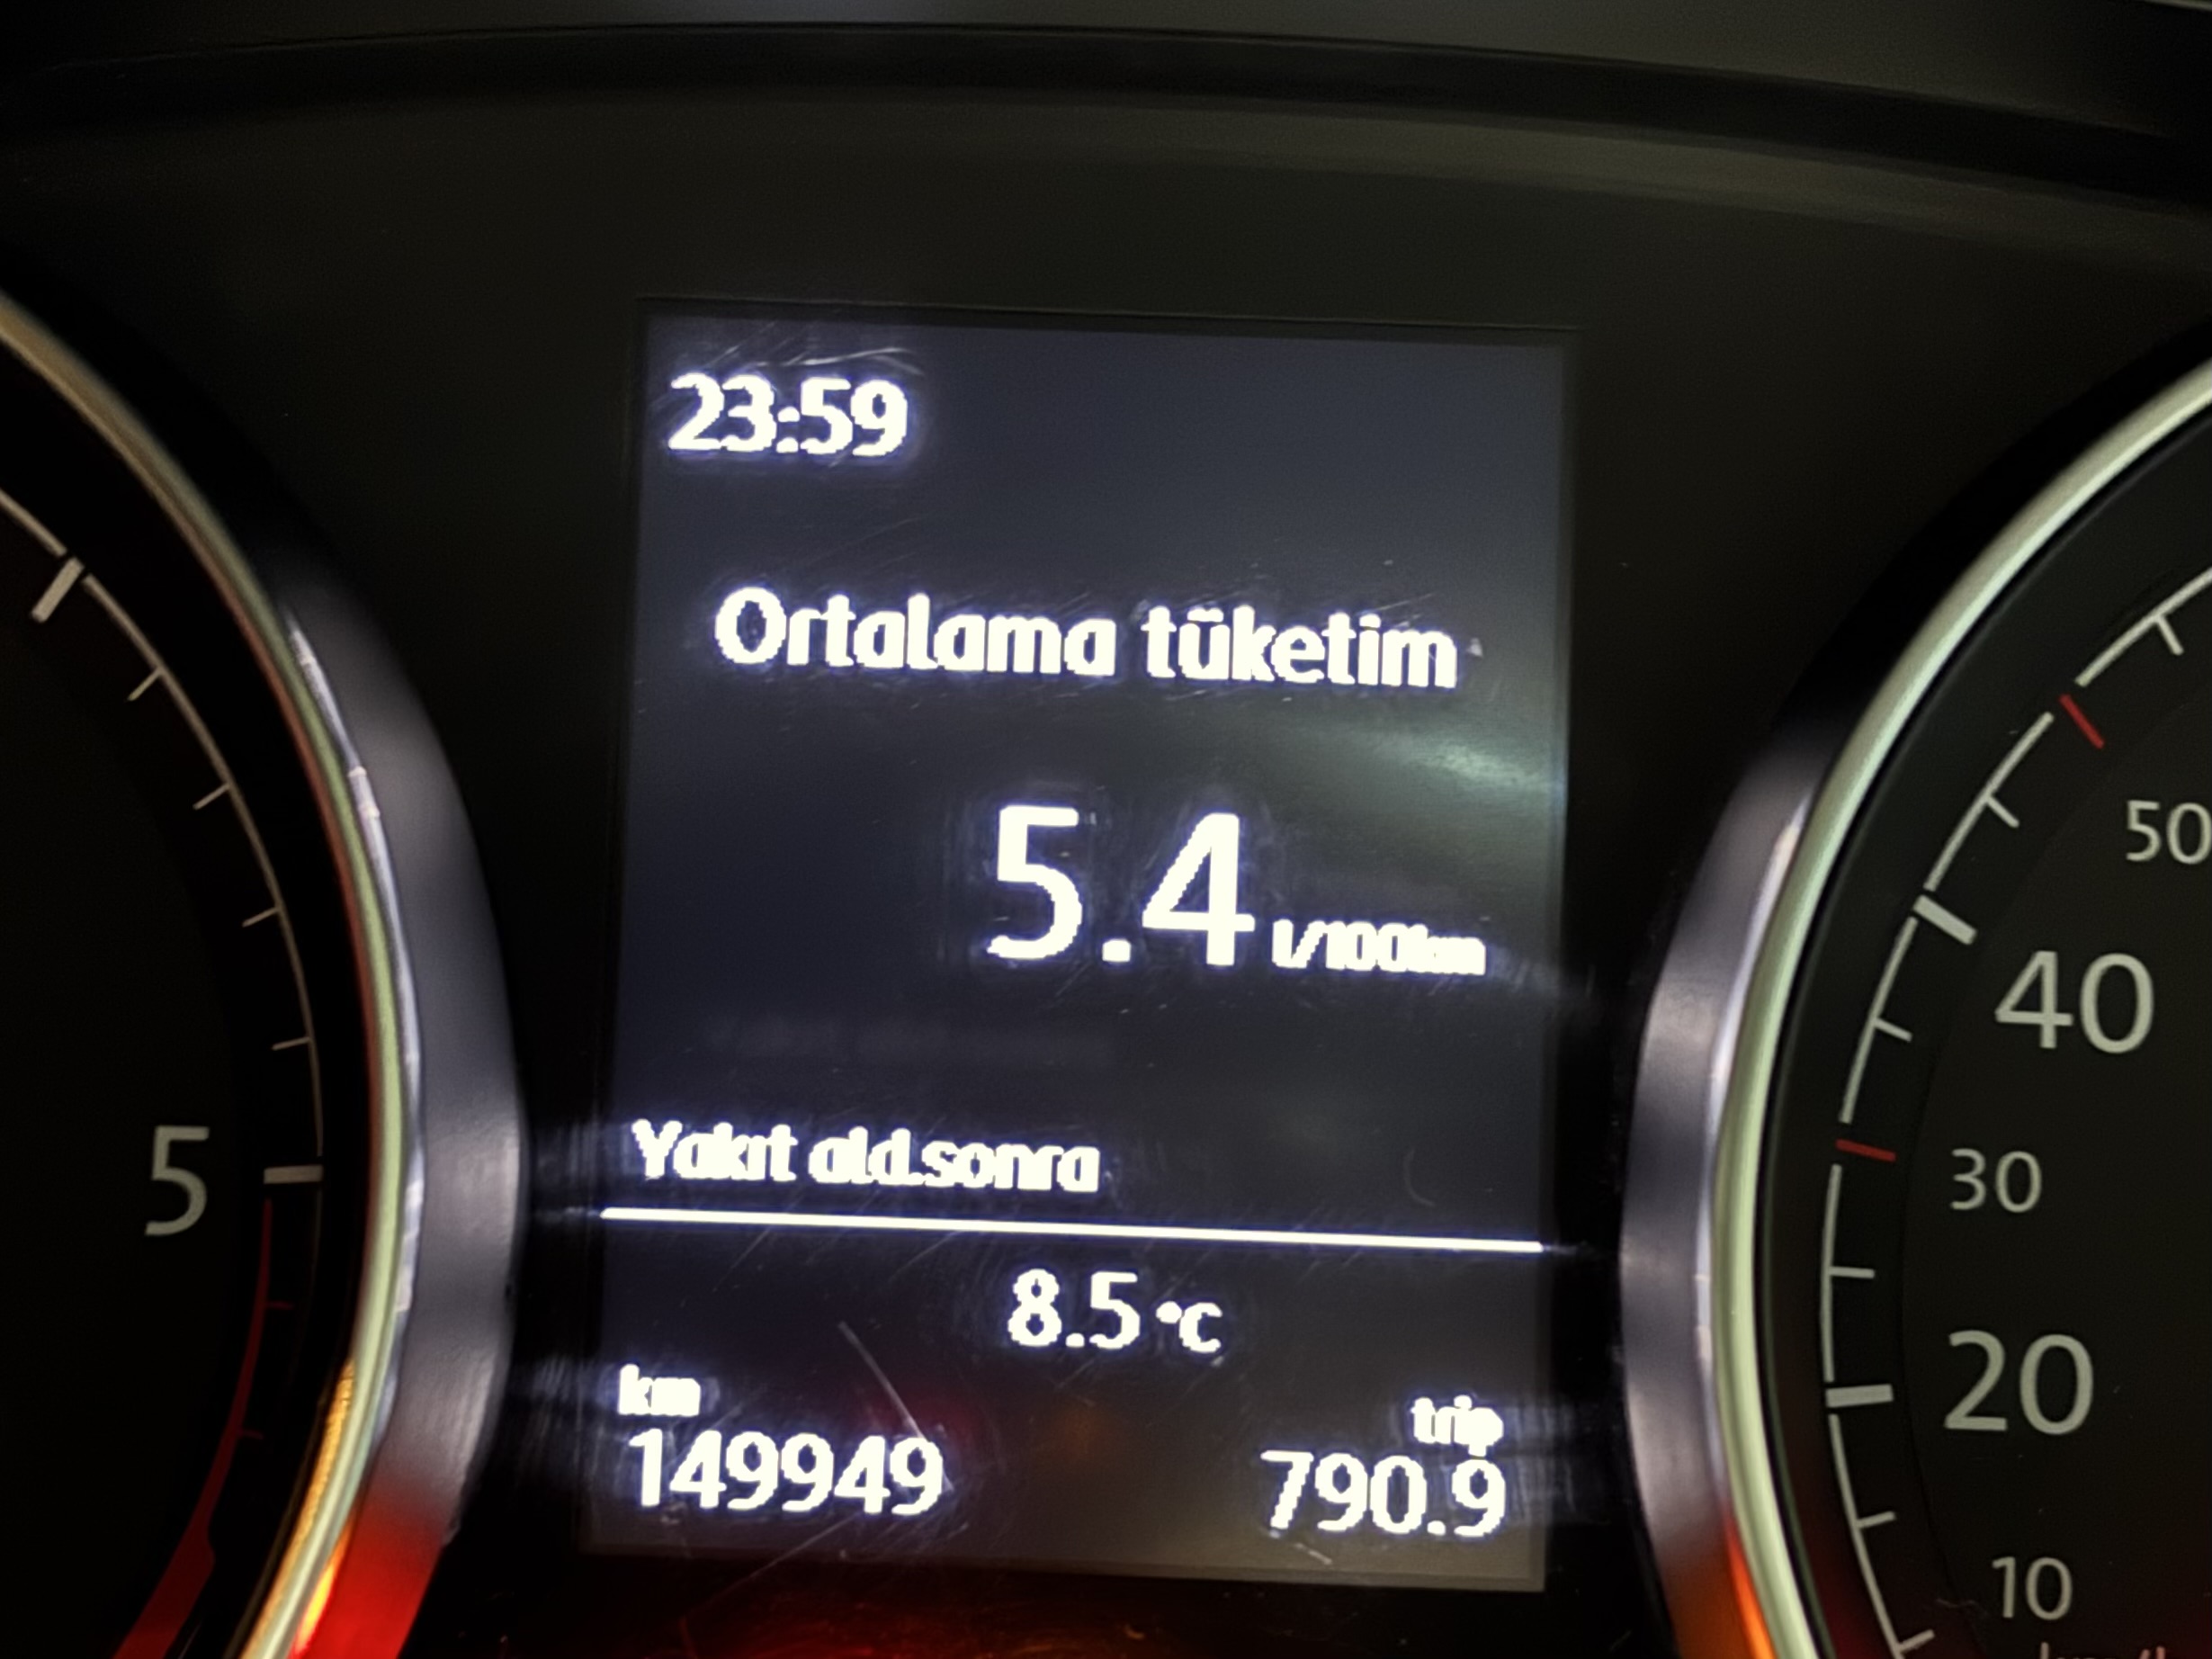 23:59
Ortalama tüketim
5.4 l/100km
Yakıt ald.sonra
8.5 °C
km
trip
149949
790.9
5
50
40
30
20
10